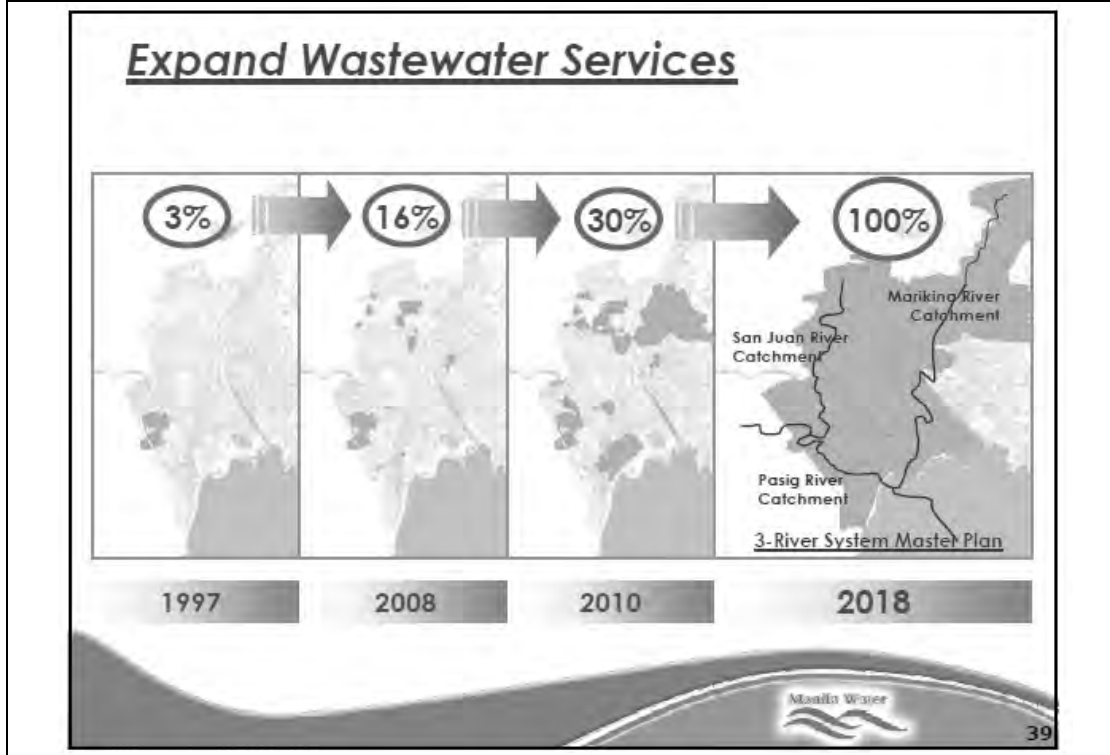 Expand Wastewater Services
3%
16%
30%
100%
Marikina River
Catchment
San Juan River
Catchment
Pasig River
Catchment
3-River System Master Plan
1997
2008
2010
2018
Manila Water
39